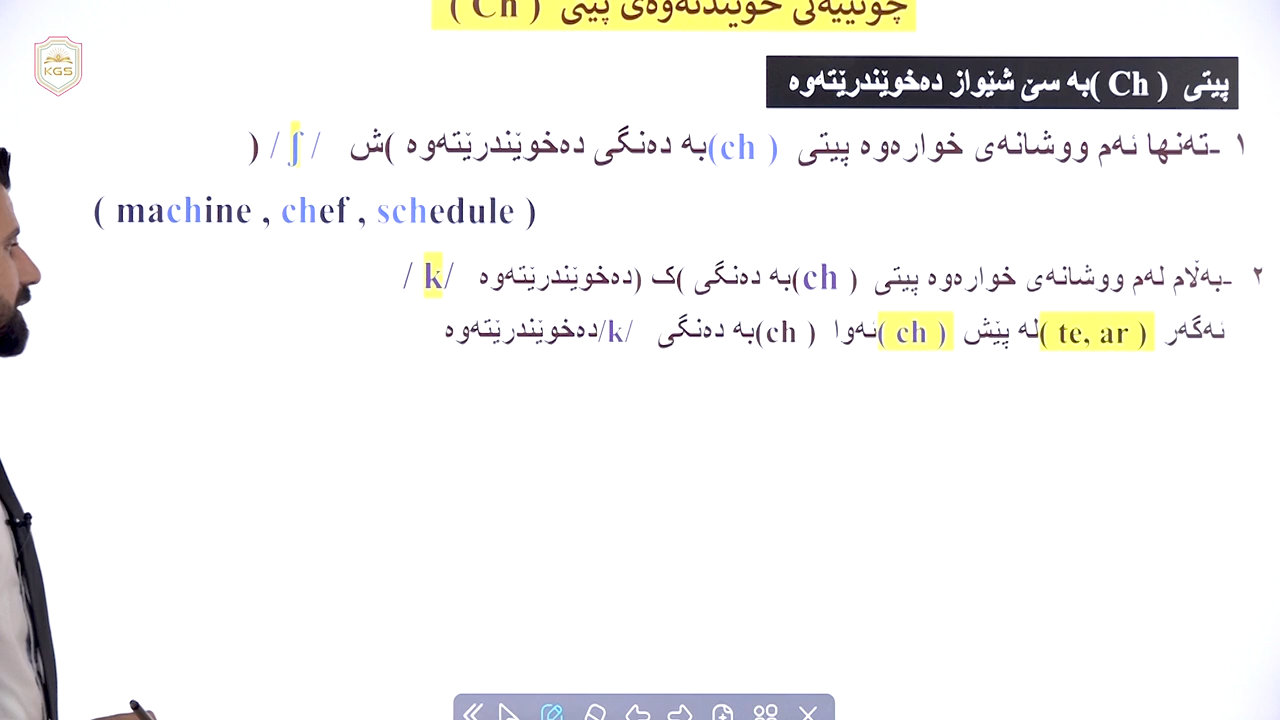 چۆنییەتی خوێندنەوەی پیتی ( Ch )
KGS
پیتی ( Ch )بە سێ شێواز دەخوێندرێتەوە
١ -تەنها ئەم ووشانەی خوارەوە پیتی ( ch)بە دەنگی دەخوێندرێتەوە )ش / ʃ / (
( machine , chef , schedule )
٢ -بەڵام لەم ووشانەی خوارەوە پیتی ( ch)بە دەنگی )ک (دەخوێندرێتەوە /k /
ئەگەر ( te, ar )لە پێش ( ch )ئەوا ( ch)بە دەنگی /k/دەخوێندرێتەوە